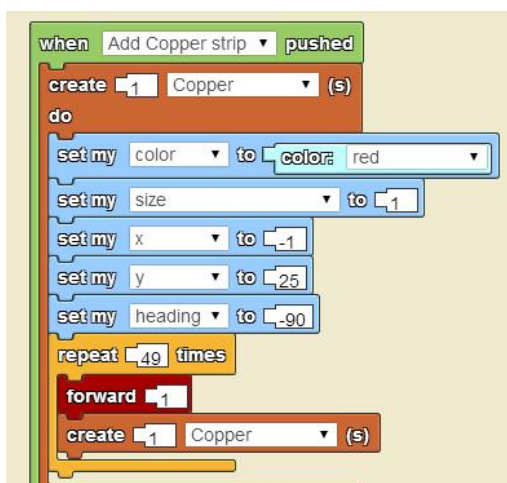 when Add Copper strip pushed
create 1 Copper (s)
do
set my color to color: red
set my size to 1
set my x to -1
set my y to 25
set my heading to -90
repeat 49 times
forward 1
create 1 Copper (s)